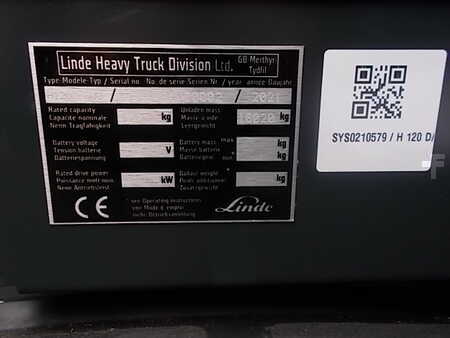 Linde Heavy Truck Division Ltd. GB Merthyr Tydfil
Type Modele Typ / Serial no. No. de serie Serien Nr / year annee Baujahr
/ 2021
Rated capacity
Capacite nominale
Nenn Tragfahigkeit
kg
Unladen mass
Masse a vide
Leergewicht
kg
Battery voltage
Tension batterie
Batteriespannung
V
Battery mass
Masse batterie
Batteriegew
max
min
kg
kg
Rated drive power
Puissance motr nom
Nenn Antriebsleist
kW
Ballast weight
Poids additionnel
Zusatzgewicht
kg
CE
see Operating instructions
voir Mode d emploi
siehe Betriebsanleitung
Linde
SYS0210579 / H 120 D/